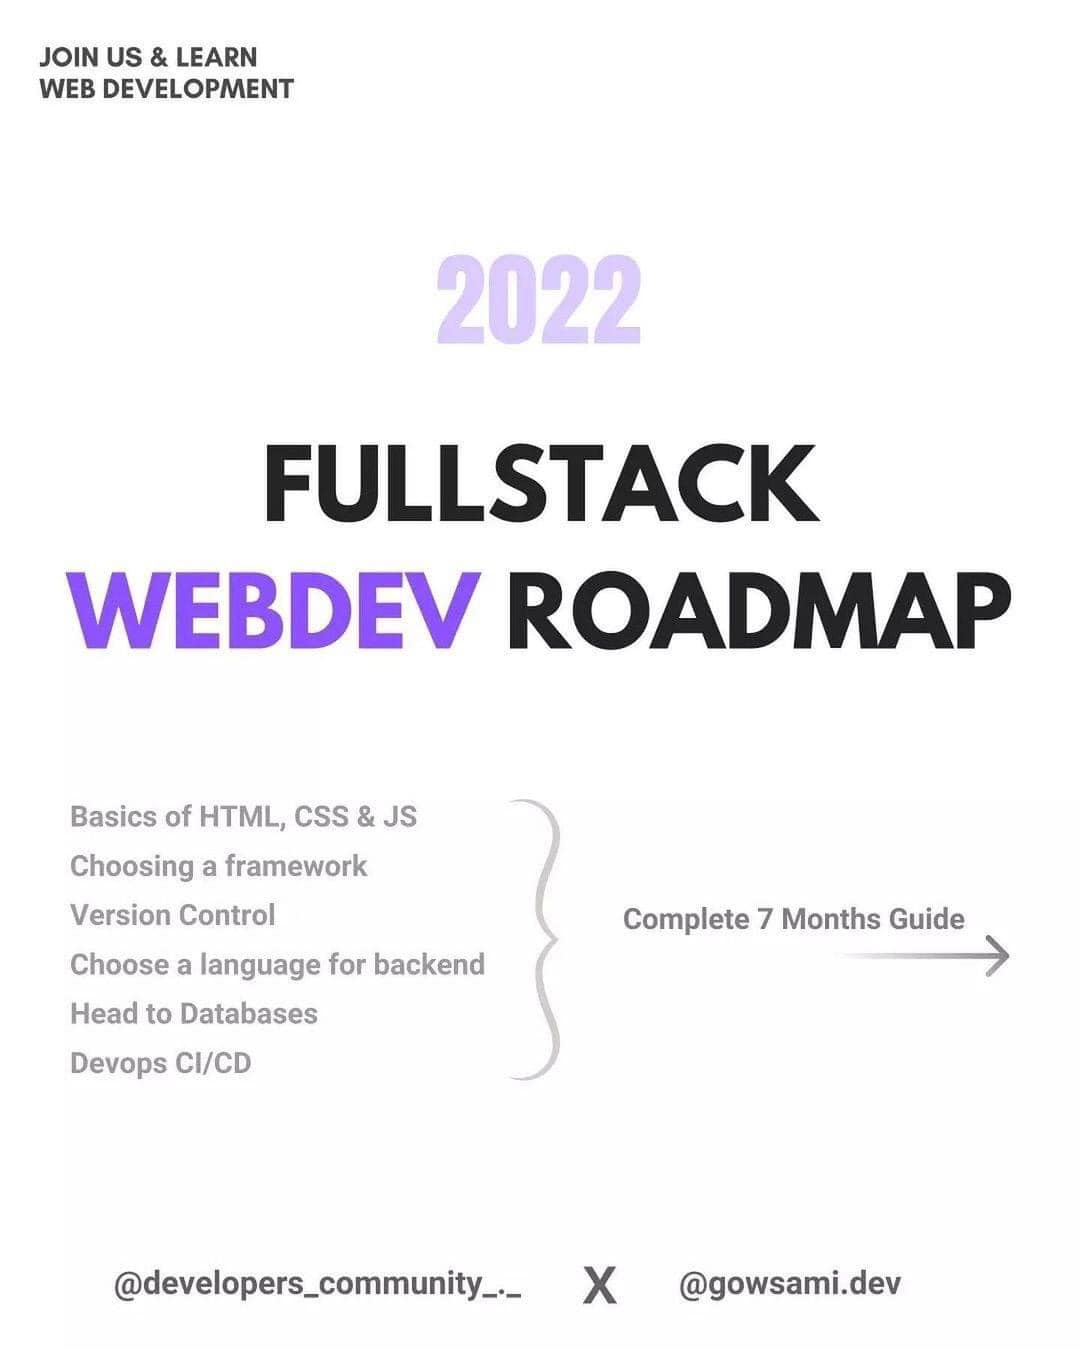 JOIN US & LEARN
WEB DEVELOPMENT
2022
FULLSTACK
WEBDEV ROADMAP
Basics of HTML, CSS & JS
Choosing a framework
Version Control
Choose a language for backend
Head to Databases
Devops CI/CD
Complete 7 Months Guide
@developers_community_._ X @gowsami.dev